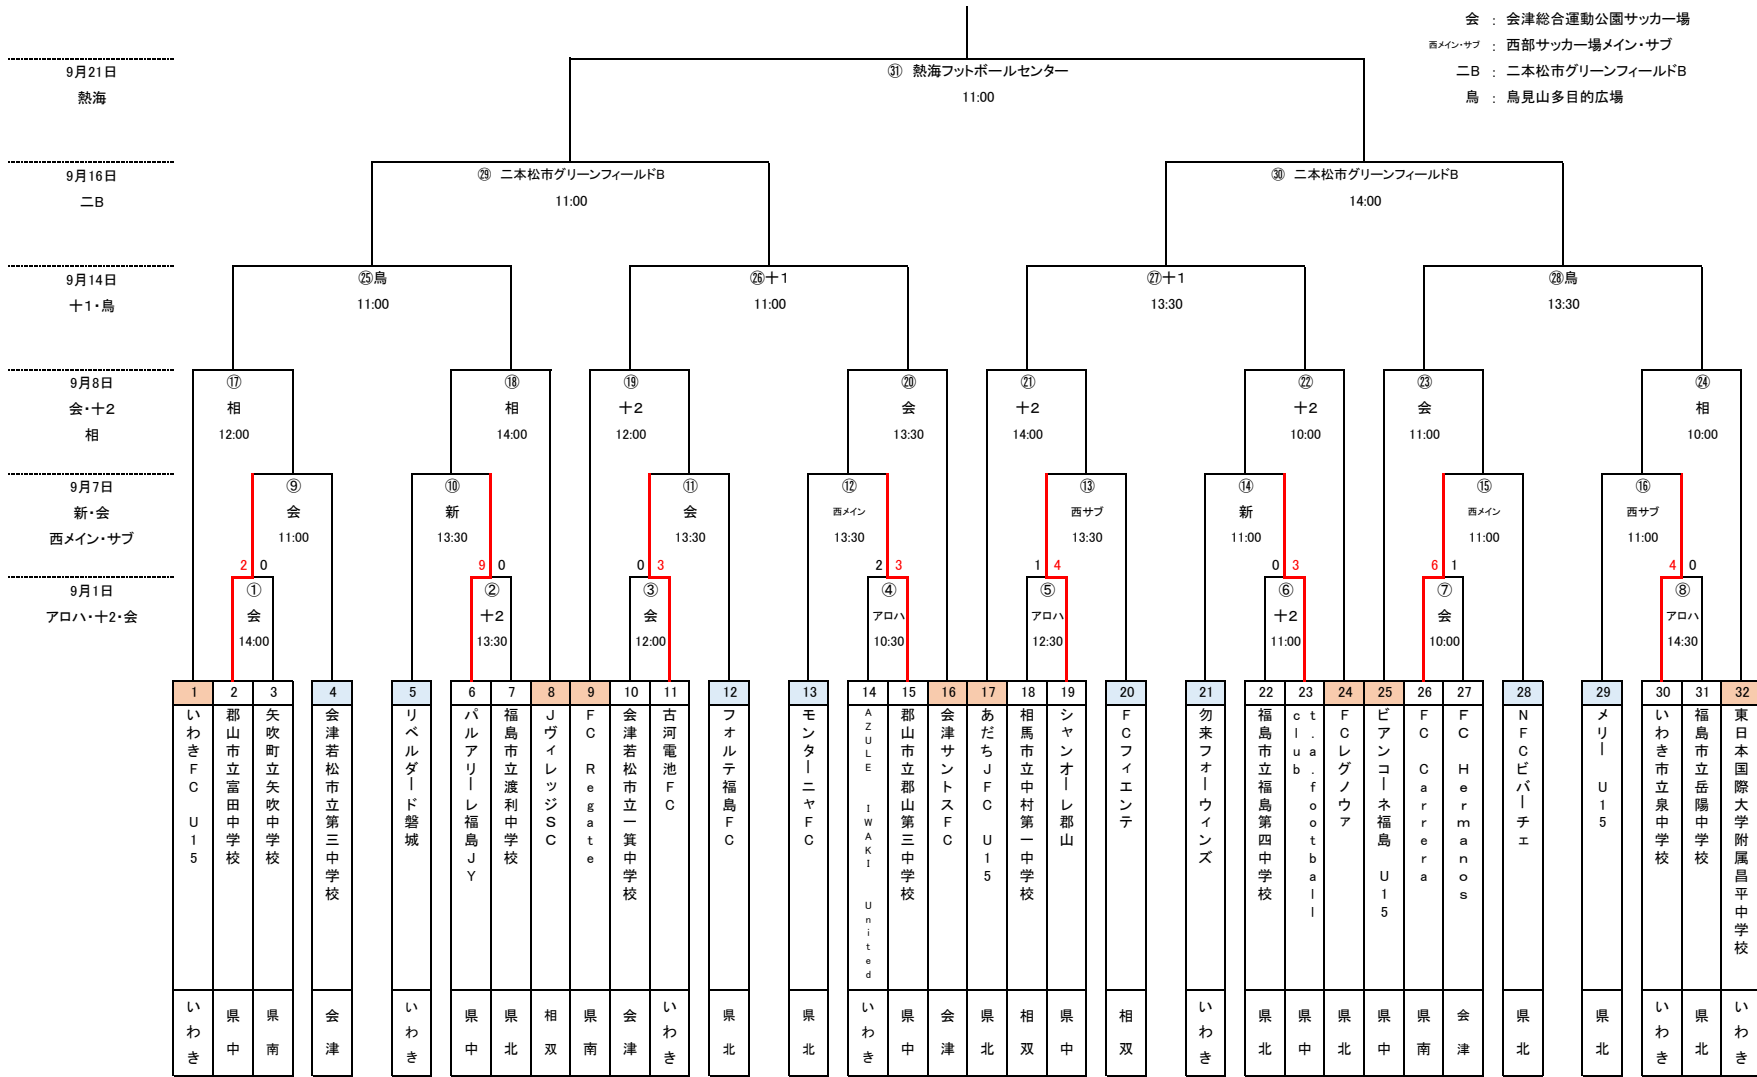 会 : 会津総合運動公園サッカー場
西メイン・サブ : 西部サッカー場メイン・サブ
二B : 二本松市グリーンフィールドB
鳥 : 鳥見山多目的広場
9月21日
熱海
㉛ 熱海フットボールセンター
11:00
9月16日
二B
㉙ 二本松市グリーンフィールドB
11:00
㉚ 二本松市グリーンフィールドB
14:00
9月14日
十1・鳥
㉕鳥
11:00
㉖十1
11:00
㉗十1
13:30
㉘鳥
13:30
9月8日
会・十2
相
⑰
相
12:00
⑱
相
14:00
⑲
十2
12:00
⑳
会
13:30
㉑
十2
14:00
㉒
十2
10:00
㉓
会
11:00
㉔
相
10:00
9月7日
新・会
西メイン・サブ
⑨
会
11:00
⑩
新
13:30
⑪
会
13:30
⑫
西メイン
13:30
⑬
西サブ
13:30
⑭
新
11:00
⑮
西メイン
11:00
⑯
西サブ
11:00
2 0
9 0
0 3
2 3
1 4
0 3
6 1
4 0
9月1日
アロハ・十2・会
①
会
14:00
②
十2
13:30
③
会
12:00
④
アロハ
10:30
⑤
アロハ
12:30
⑥
十2
11:00
⑦
会
10:00
⑧
アロハ
14:30
1
いわきFC U15
いわき
2
郡山市立富田中学校
県中
3
矢吹町立矢吹中学校
県南
4
会津若松市立第三中学校
会津
5
リベルダード磐城
いわき
6
パルアリーレ福島JY
県中
7
福島市立渡利中学校
県北
8
JヴィレッジSC
相双
9
FC Regate
県南
10
会津若松市立一箕中学校
会津
11
古河電池FC
いわき
12
フォルテ福島FC
県北
13
モンターニャFC
県北
14
AZULE IWAKI United
いわき
15
郡山市立郡山第三中学校
県中
16
会津サントスFC
会津
17
あだちJFC U15
県北
18
相馬市立中村第一中学校
相双
19
シャンオーレ郡山
県中
20
FCフィエンテ
相双
21
勿来フォーウィンズ
いわき
22
福島市立福島第四中学校
県北
23
t.a.football
club
県中
24
FCレグノヴァ
県北
25
ビアンコーネ福島 U15
県中
26
FC Carrera
県南
27
FC Hermanos
会津
28
NFCビバーチェ
県北
29
メリー U15
県北
30
いわき市立泉中学校
いわき
31
福島市立岳陽中学校
県北
32
東日本国際大学附属昌平中学校
いわき